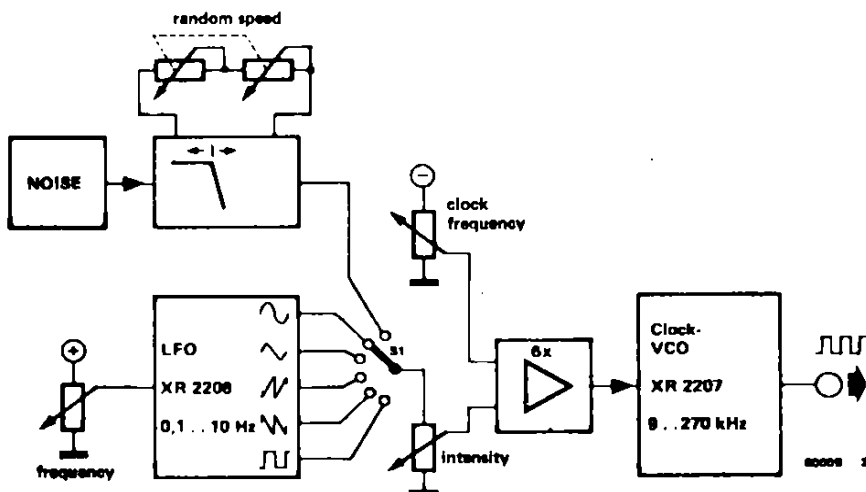 random speed
NOISE
clock
frequency
LFO
XR 2206
0,1 . . 10 Hz
frequency
S1
intensity
6x
Clock-
VCO
XR 2207
9 . . 270 kHz